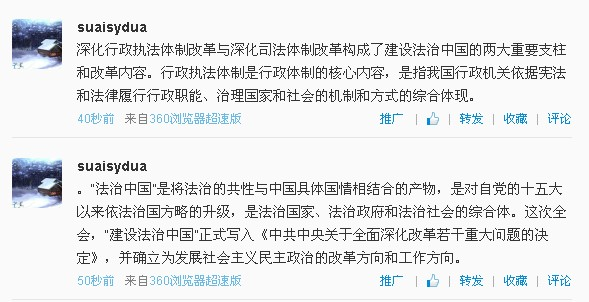 suaisydua
深化行政执法体制改革与深化司法体制改革构成了建设法治中国的两大重要支柱
和改革内容。行政执法体制是行政体制的核心内容，是指我国行政机关依据宪法
和法律履行行政职能、治理国家和社会的机制和方式的综合体现。
40秒前 来自360浏览器超速版 推广 | | 转发 | 收藏 | 评论
suaisydua
。“法治中国”是将法治的共性与中国具体国情相结合的产物，是对自党的十五大
以来依法治国方略的升级，是法治国家、法治政府和法治社会的综合体。这次全
会，“建设法治中国”正式写入《中共中央关于全面深化改革若干重大问题的决
定》，并确立为发展社会主义民主政治的改革方向和工作方向。
50秒前 来自360浏览器超速版 推广 | | 转发 | 收藏 | 评论